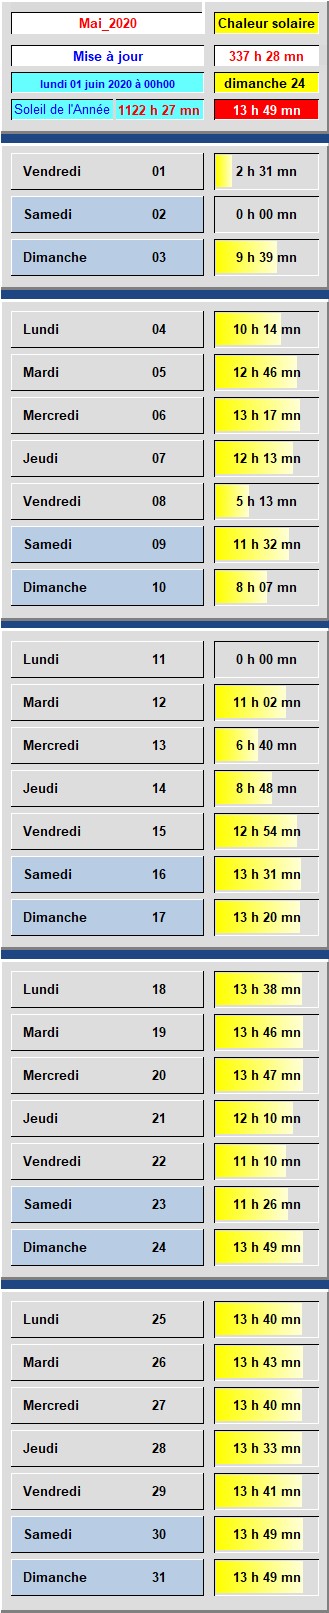 Mai_2020 Chaleur solaire
Mise à jour 337 h 28 mn
lundi 01 juin 2020 à 00h00 dimanche 24
Soleil de l'Année 1122 h 27 mn 13 h 49 mn
Vendredi 01 2 h 31 mn
Samedi 02 0 h 00 mn
Dimanche 03 9 h 39 mn
Lundi 04 10 h 14 mn
Mardi 05 12 h 46 mn
Mercredi 06 13 h 17 mn
Jeudi 07 12 h 13 mn
Vendredi 08 5 h 13 mn
Samedi 09 11 h 32 mn
Dimanche 10 8 h 07 mn
Lundi 11 0 h 00 mn
Mardi 12 11 h 02 mn
Mercredi 13 6 h 40 mn
Jeudi 14 8 h 48 mn
Vendredi 15 12 h 54 mn
Samedi 16 13 h 31 mn
Dimanche 17 13 h 20 mn
Lundi 18 13 h 38 mn
Mardi 19 13 h 46 mn
Mercredi 20 13 h 47 mn
Jeudi 21 12 h 10 mn
Vendredi 22 11 h 10 mn
Samedi 23 11 h 26 mn
Dimanche 24 13 h 49 mn
Lundi 25 13 h 40 mn
Mardi 26 13 h 43 mn
Mercredi 27 13 h 40 mn
Jeudi 28 13 h 33 mn
Vendredi 29 13 h 41 mn
Samedi 30 13 h 49 mn
Dimanche 31 13 h 49 mn